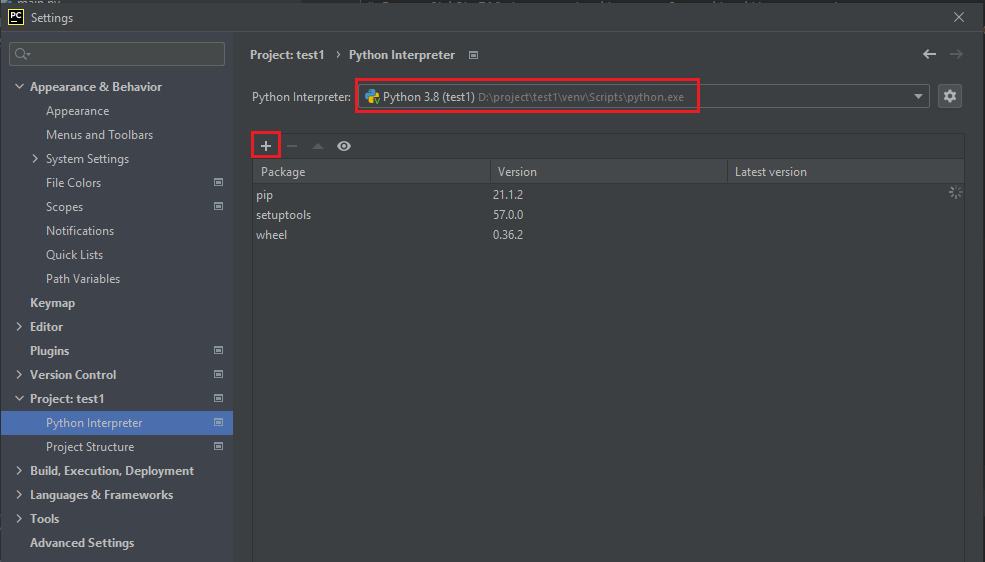 main.py
PC Settings
Project: test1 › Python Interpreter
Python Interpreter: Python 3.8 (test1) D:\project\test1\venv\Scripts\python.exe
Package Version Latest version
pip 21.1.2
setuptools 57.0.0
wheel 0.36.2
Appearance & Behavior
Appearance
Menus and Toolbars
System Settings
File Colors
Scopes
Notifications
Quick Lists
Path Variables
Keymap
Editor
Plugins
Version Control
Project: test1
Python Interpreter
Project Structure
Build, Execution, Deployment
Languages & Frameworks
Tools
Advanced Settings